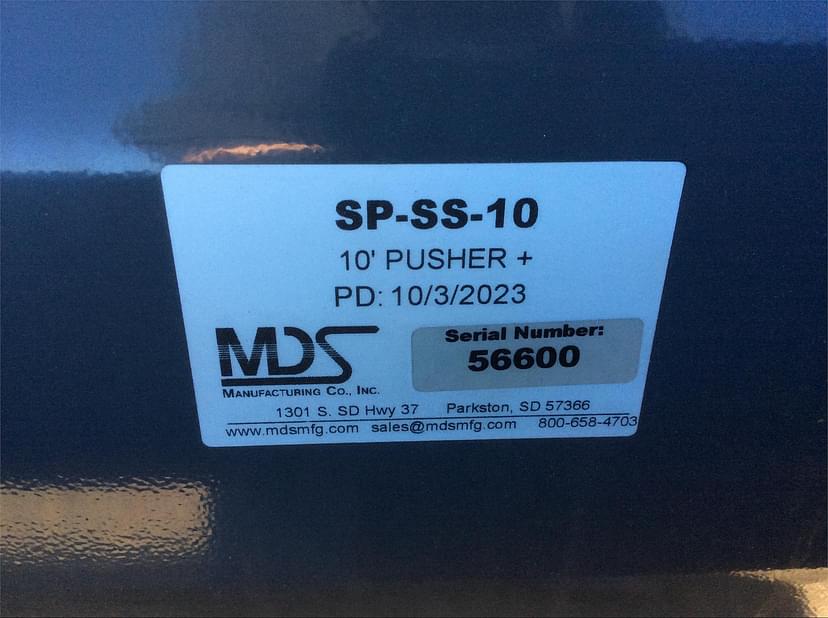 SP-SS-10
10' PUSHER +
PD: 10/3/2023
MDS
MANUFACTURING CO., INC.
Serial Number:
56600
1301 S. SD Hwy 37 Parkston, SD 57366
www.mdsmfg.com sales@mdsmfg.com 800-658-4703